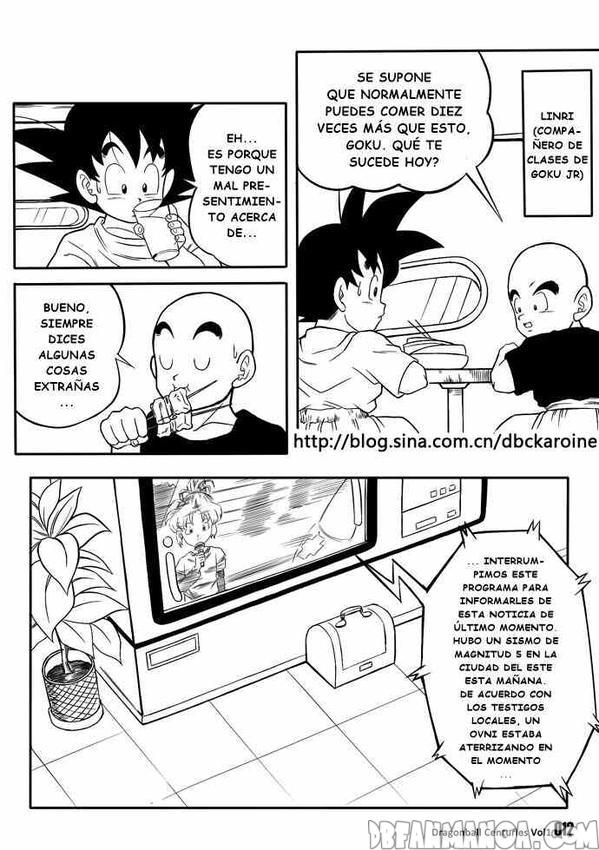 SE SUPONE
QUE NORMALMENTE
PUEDES COMER DIEZ
VECES MÁS QUE ESTO,
GOKU. QUÉ TE
SUCEDE HOY?
LINRI
(COMPA-
ÑERO DE
CLASES DE
GOKU JR)
EH...
ES PORQUE
TENGO UN
MAL PRE-
SENTIMIEN-
TO ACERCA
DE...
BUENO,
SIEMPRE
DICES
ALGUNAS
COSAS
EXTRAÑAS
...
http://blog.sina.com.cn/dbckaroine
... INTERRUM-
PIMOS ESTE
PROGRAMA PARA
INFORMARLES DE
ESTA NOTICIA DE
ÚLTIMO MOMENTO.
HUBO UN SISMO DE
MAGNITUD 5 EN LA
CIUDAD DEL ESTE
ESTA MAÑANA.
DE ACUERDO CON
LOS TESTIGOS
LOCALES, UN
OVNI ESTABA
ATERRIZANDO EN
EL MOMENTO
...
Dragonball Centuries Vol1 012
DBFANMANGA.COM